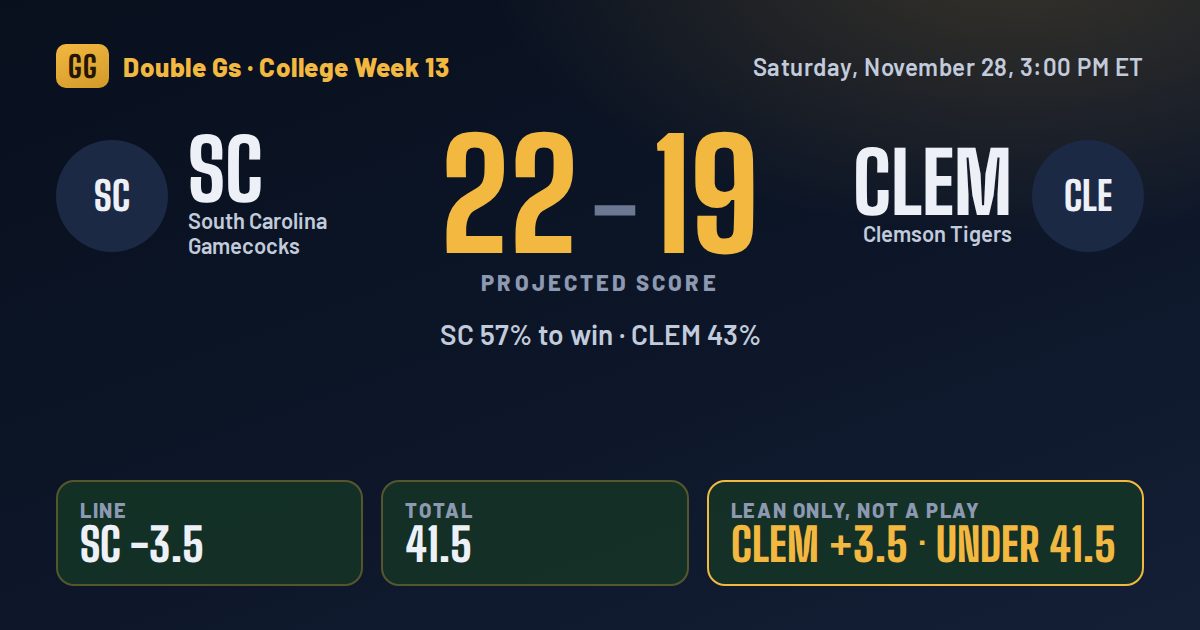 GG
Double Gs · College Week 13
Saturday, November 28, 3:00 PM ET
SC
SC
South Carolina
Gamecocks
22 – 19
PROJECTED SCORE
SC 57% to win · CLEM 43%
CLEM
Clemson Tigers
CLE
LINE
SC −3.5
TOTAL
41.5
LEAN ONLY, NOT A PLAY
CLEM +3.5 · UNDER 41.5